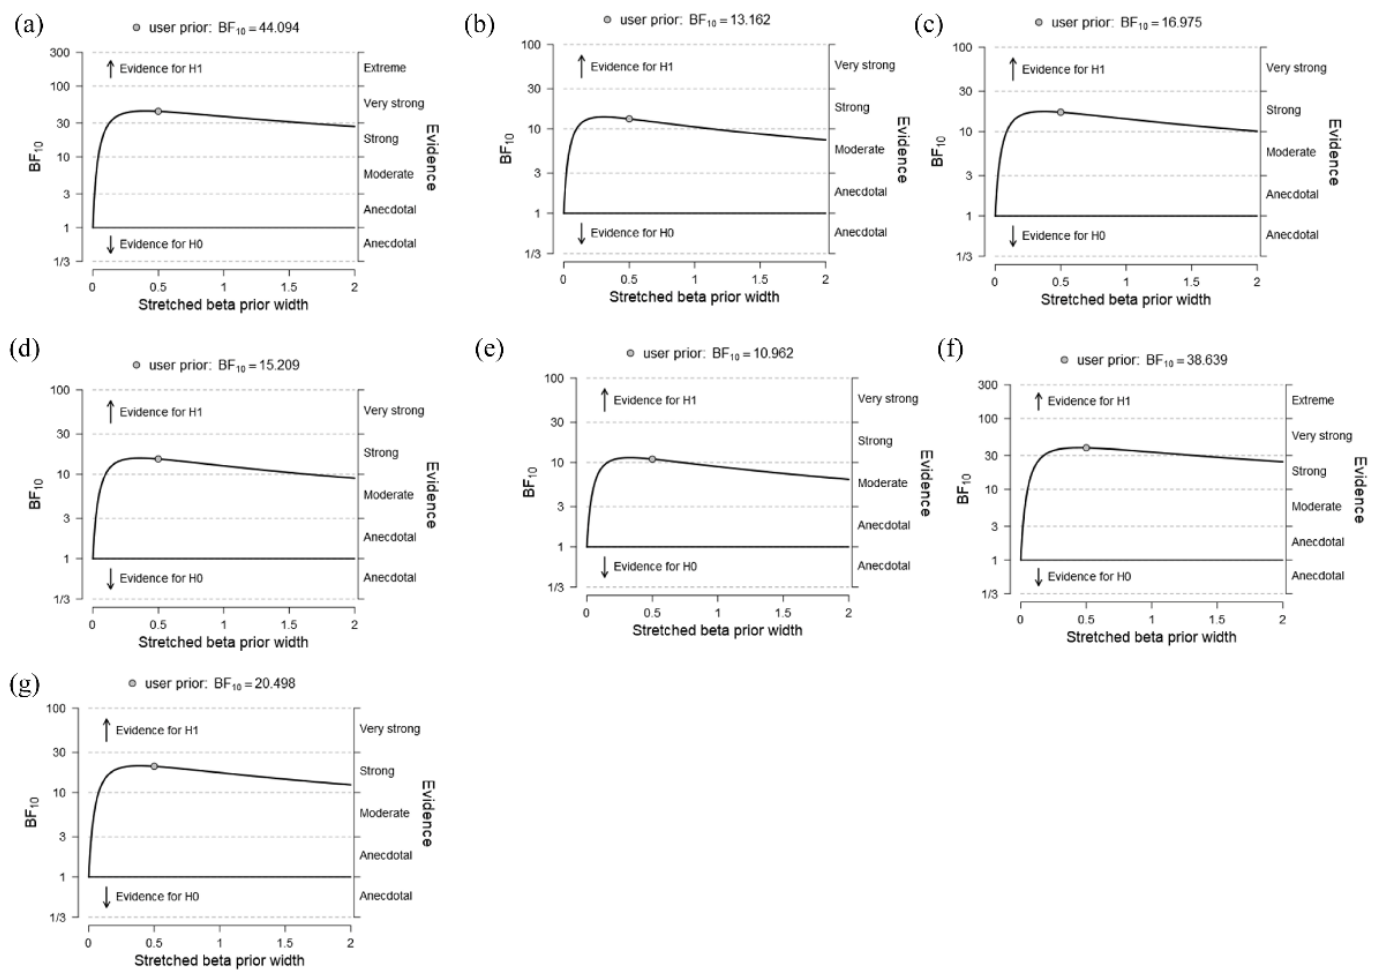 (a)
user prior: BF₁₀ = 44.094
300
100
30
10
3
1
1/3
BF₁₀
Evidence for H1
Evidence for H0
Extreme
Very strong
Strong
Moderate
Anecdotal
Anecdotal
Evidence
0 0.5 1 1.5 2
Stretched beta prior width
(b)
user prior: BF₁₀ = 13.162
100
30
10
3
1
1/3
BF₁₀
Evidence for H1
Evidence for H0
Very strong
Strong
Moderate
Anecdotal
Anecdotal
Evidence
0 0.5 1 1.5 2
Stretched beta prior width
(c)
user prior: BF₁₀ = 16.975
100
30
10
3
1
1/3
BF₁₀
Evidence for H1
Evidence for H0
Very strong
Strong
Moderate
Anecdotal
Anecdotal
Evidence
0 0.5 1 1.5 2
Stretched beta prior width
(d)
user prior: BF₁₀ = 15.209
100
30
10
3
1
1/3
BF₁₀
Evidence for H1
Evidence for H0
Very strong
Strong
Moderate
Anecdotal
Anecdotal
Evidence
0 0.5 1 1.5 2
Stretched beta prior width
(e)
user prior: BF₁₀ = 10.962
100
30
10
3
1
1/3
BF₁₀
Evidence for H1
Evidence for H0
Very strong
Strong
Moderate
Anecdotal
Anecdotal
Evidence
0 0.5 1 1.5 2
Stretched beta prior width
(f)
user prior: BF₁₀ = 38.639
300
100
30
10
3
1
1/3
BF₁₀
Evidence for H1
Evidence for H0
Extreme
Very strong
Strong
Moderate
Anecdotal
Anecdotal
Evidence
0 0.5 1 1.5 2
Stretched beta prior width
(g)
user prior: BF₁₀ = 20.498
100
30
10
3
1
1/3
BF₁₀
Evidence for H1
Evidence for H0
Very strong
Strong
Moderate
Anecdotal
Anecdotal
Evidence
0 0.5 1 1.5 2
Stretched beta prior width